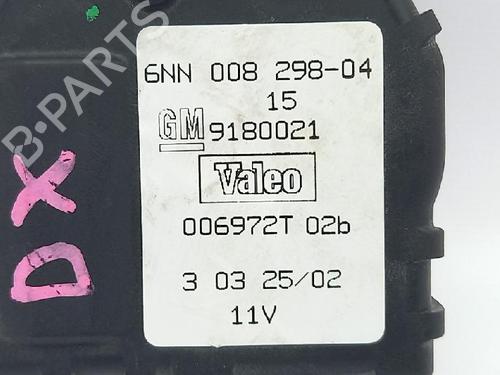 6NN 008 298-04
15
GM 9180021
Valeo
006972T 02b
3 03 25/02
11V
DX
B-PARTS